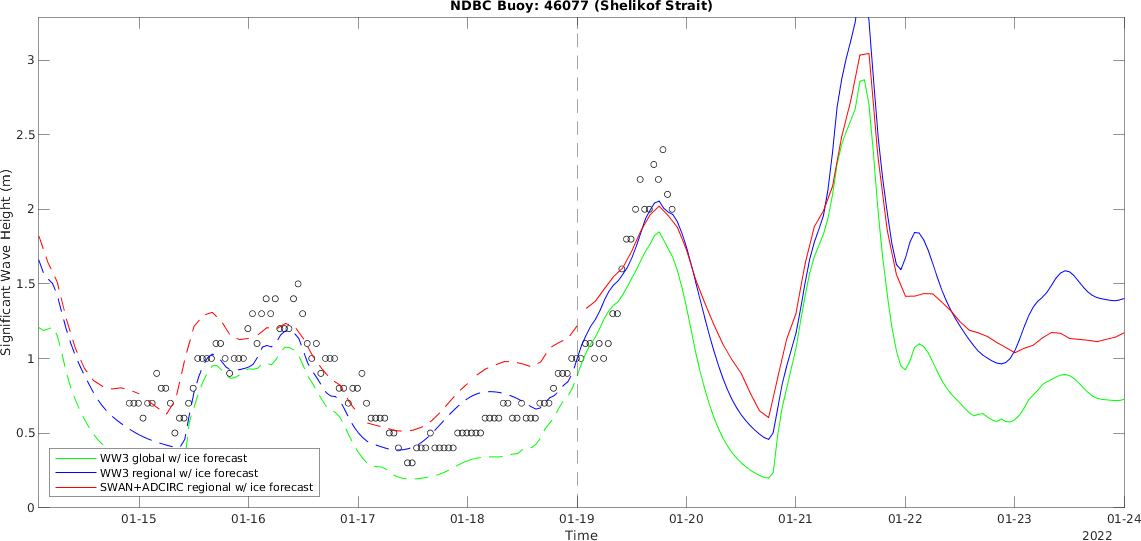 NDBC Buoy: 46077 (Shelikof Strait)
Significant Wave Height (m)
3
2.5
2
1.5
1
0.5
0
WW3 global w/ ice forecast
WW3 regional w/ ice forecast
SWAN+ADCIRC regional w/ ice forecast
01-15 01-16 01-17 01-18 01-19 01-20 01-21 01-22 01-23 01-24
Time
2022